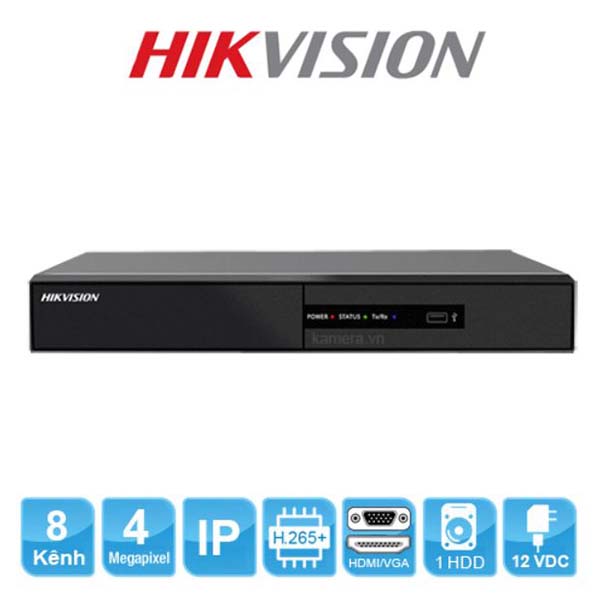 HIKVISION
HIKVISION
POWER STATUS Tx/Rx
kamera.vn
8 Kênh
4 Megapixel
IP
H.265+
HDMI/VGA
1 HDD
12 VDC